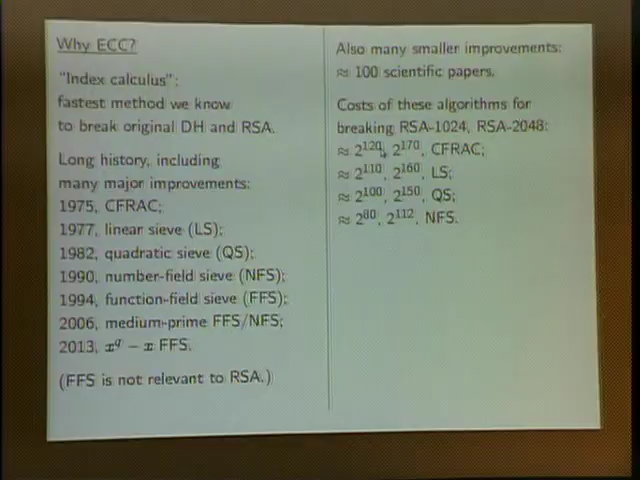 Why ECC?
"Index calculus":
fastest method we know
to break original DH and RSA.
Long history, including
many major improvements:
1975, CFRAC;
1977, linear sieve (LS);
1982, quadratic sieve (QS);
1990, number-field sieve (NFS);
1994, function-field sieve (FFS);
2006, medium-prime FFS/NFS;
2013, x^q − x FFS.
(FFS is not relevant to RSA.)
Also many smaller improvements:
≈ 100 scientific papers.
Costs of these algorithms for
breaking RSA-1024, RSA-2048:
≈ 2^120, 2^170, CFRAC;
≈ 2^110, 2^160, LS;
≈ 2^100, 2^150, QS;
≈ 2^80, 2^112, NFS.